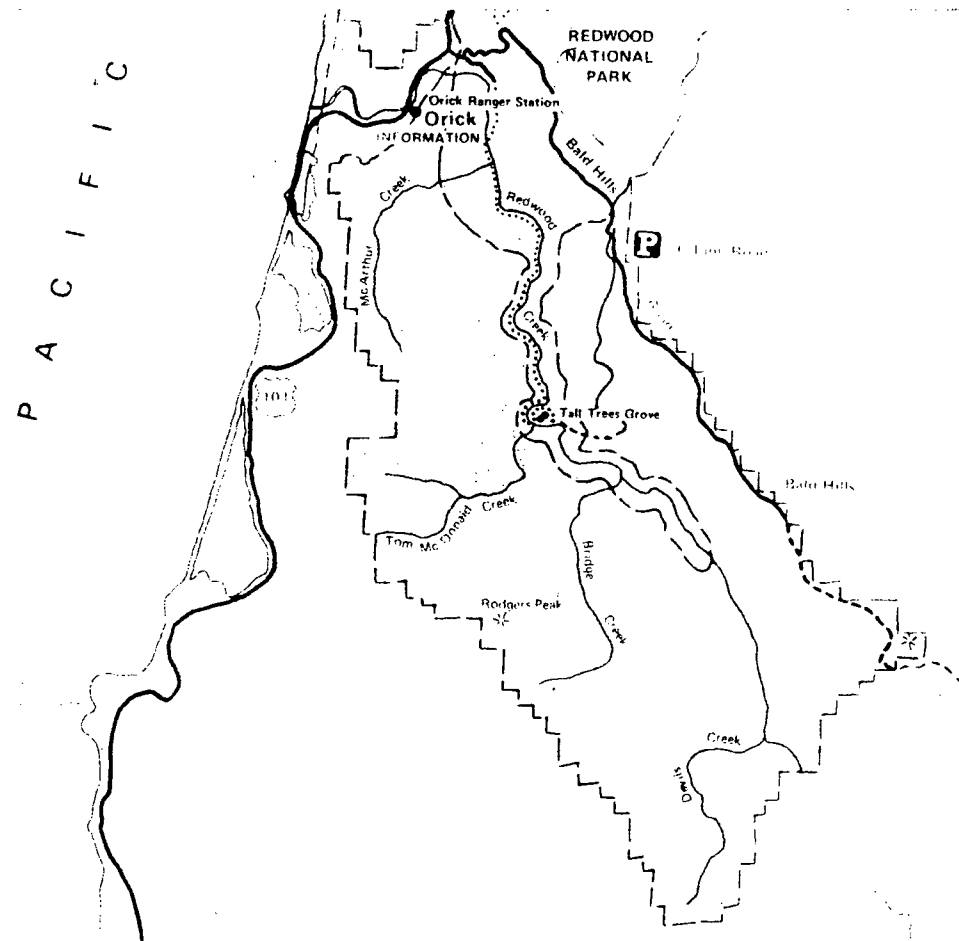 REDWOOD
NATIONAL
PARK
PACIFIC
Orick Ranger Station
Orick
INFORMATION
Bald Hills
McArthur Creek
Redwood Creek
P
101
Tall Trees Grove
Bald Hills
Tom McDonald Creek
Bridge Creek
Rodgers Peak
Devils Creek